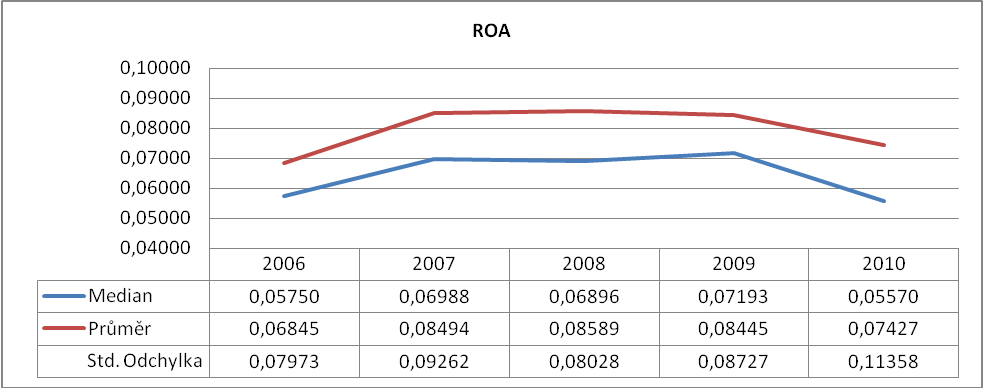 ROA
0,10000
0,09000
0,08000
0,07000
0,06000
0,05000
0,04000
2006 2007 2008 2009 2010
Median 0,05750 0,06988 0,06896 0,07193 0,05570
Průměr 0,06845 0,08494 0,08589 0,08445 0,07427
Std. Odchylka 0,07973 0,09262 0,08028 0,08727 0,11358